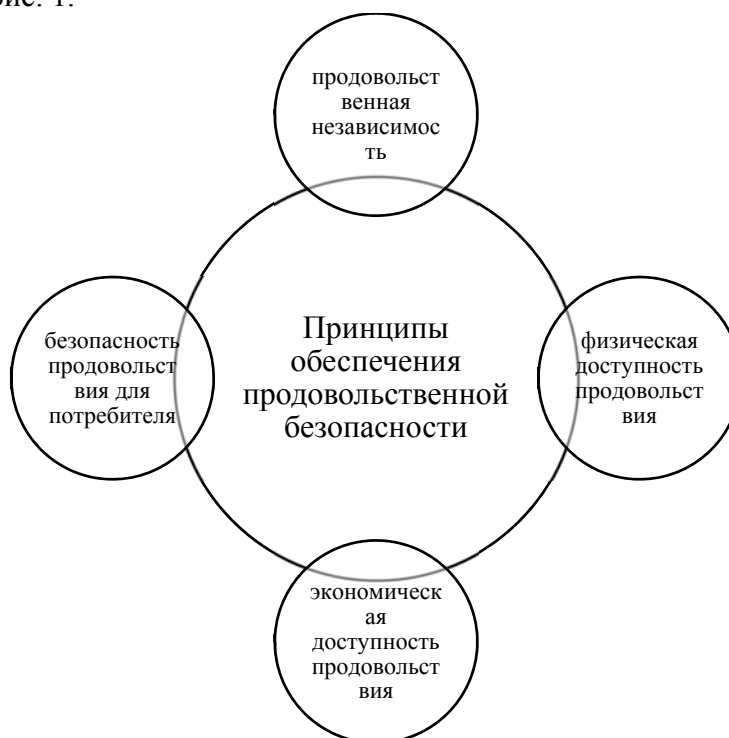 рис. 1.
продовольст
венная
независимос
ть
безопасность
продовольст
вия для
потребителя
Принципы
обеспечения
продовольственной
безопасности
физическая
доступность
продовольст
вия
экономическ
ая
доступность
продовольст
вия